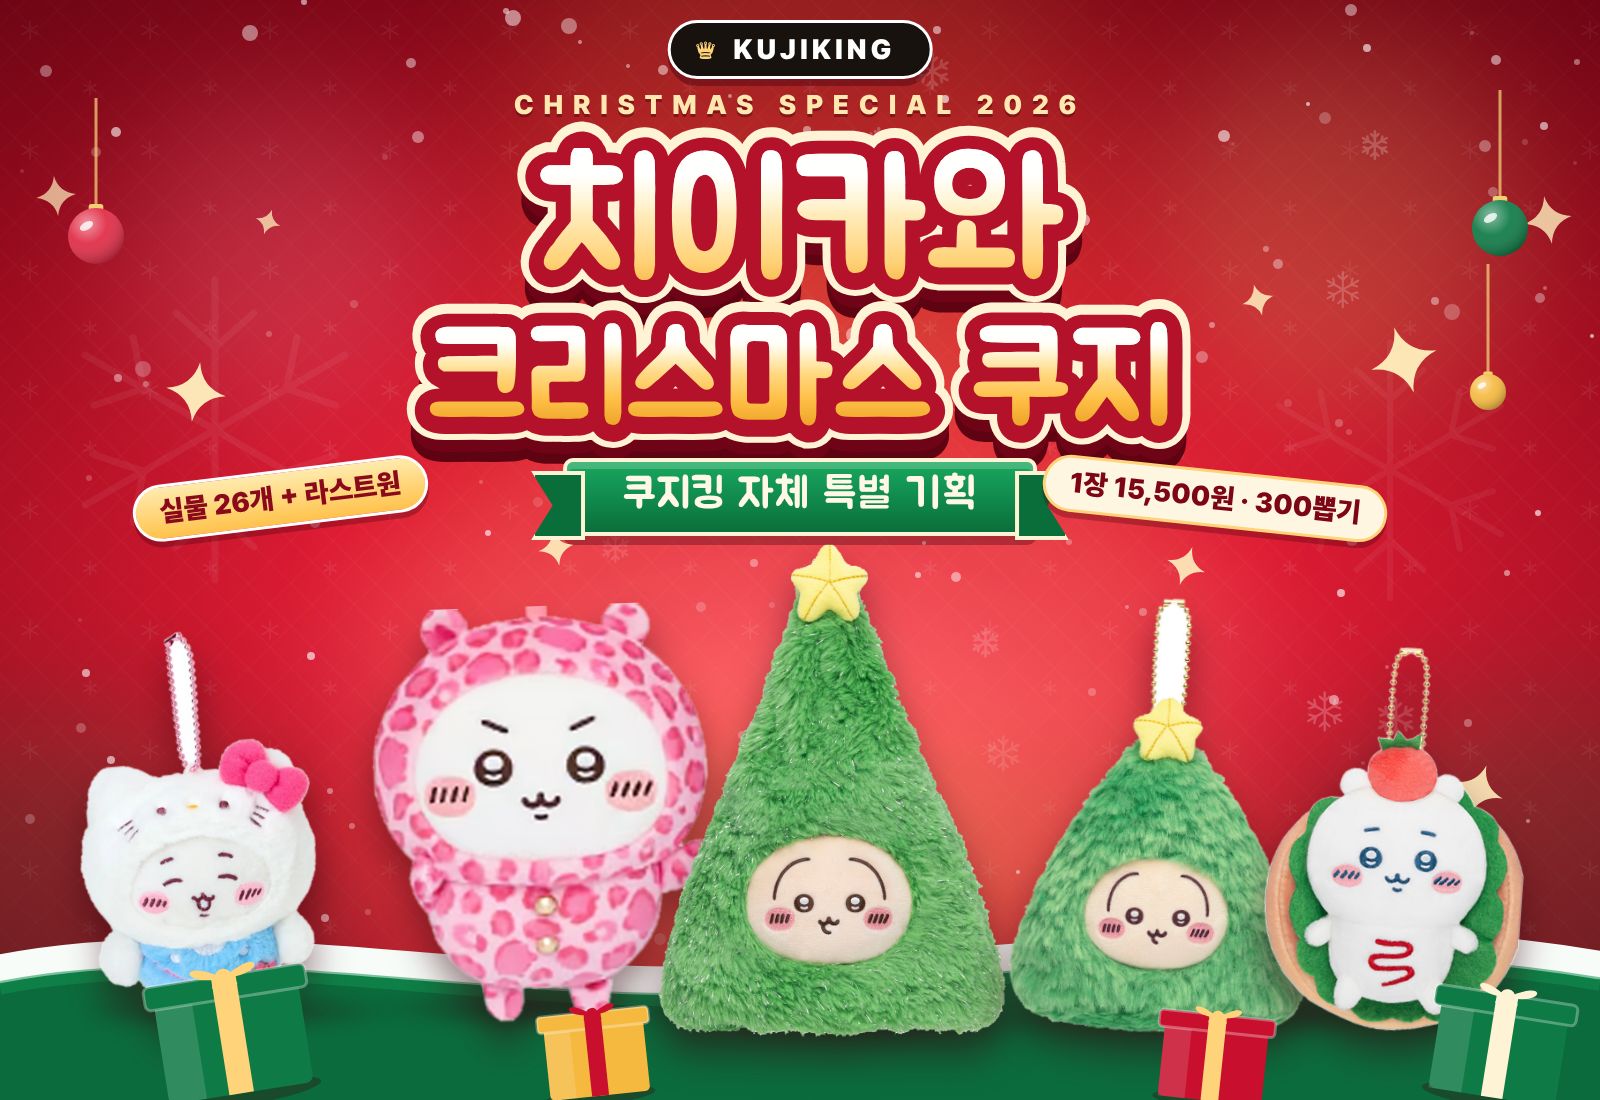 KUJIKING
CHRISTMAS SPECIAL 2026
치이카와
크리스마스 쿠지
실물 26개 + 라스트원
쿠지킹 자체 특별 기획
1장 15,500원 · 300뽑기